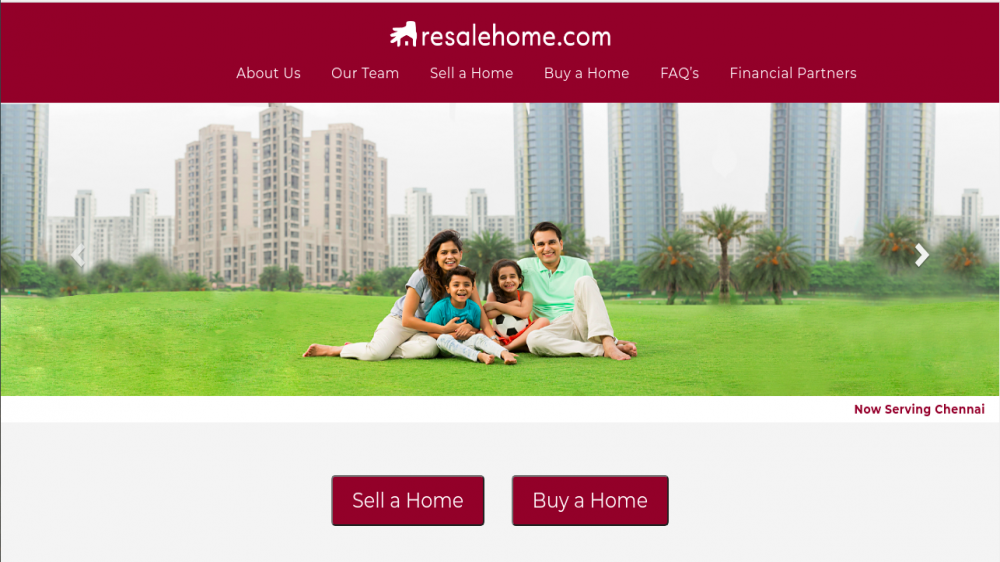 resalehome.com
About Us Our Team Sell a Home Buy a Home FAQ's Financial Partners
Now Serving Chennai
Sell a Home Buy a Home